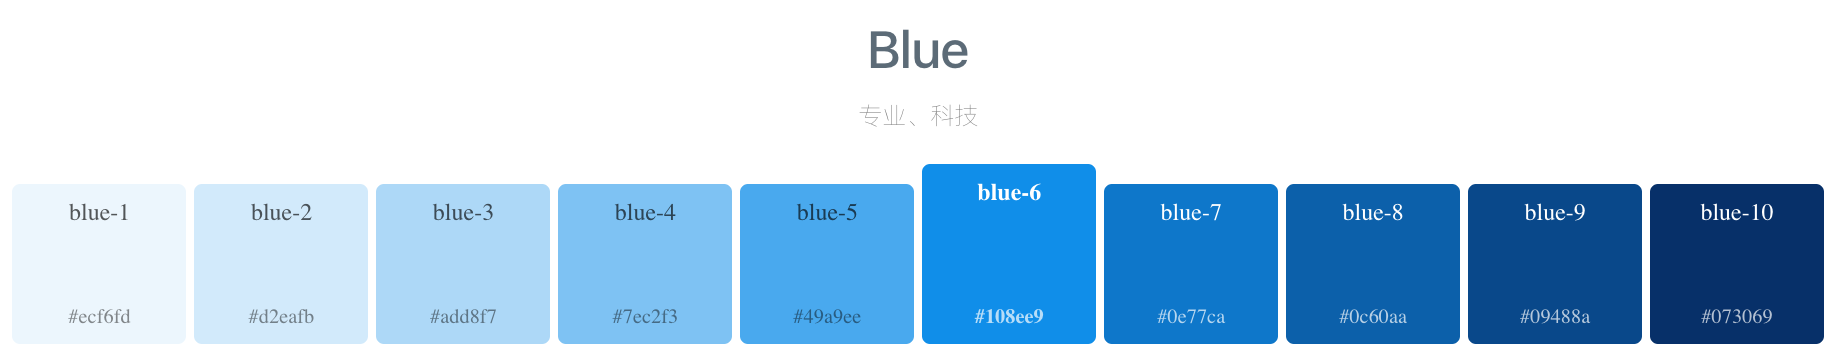 Blue
专业、科技
blue-1
blue-2
blue-3
blue-4
blue-5
blue-6
blue-7
blue-8
blue-9
blue-10
#ecf6fd
#d2eafb
#add8f7
#7ec2f3
#49a9ee
#108ee9
#0e77ca
#0c60aa
#09488a
#073069